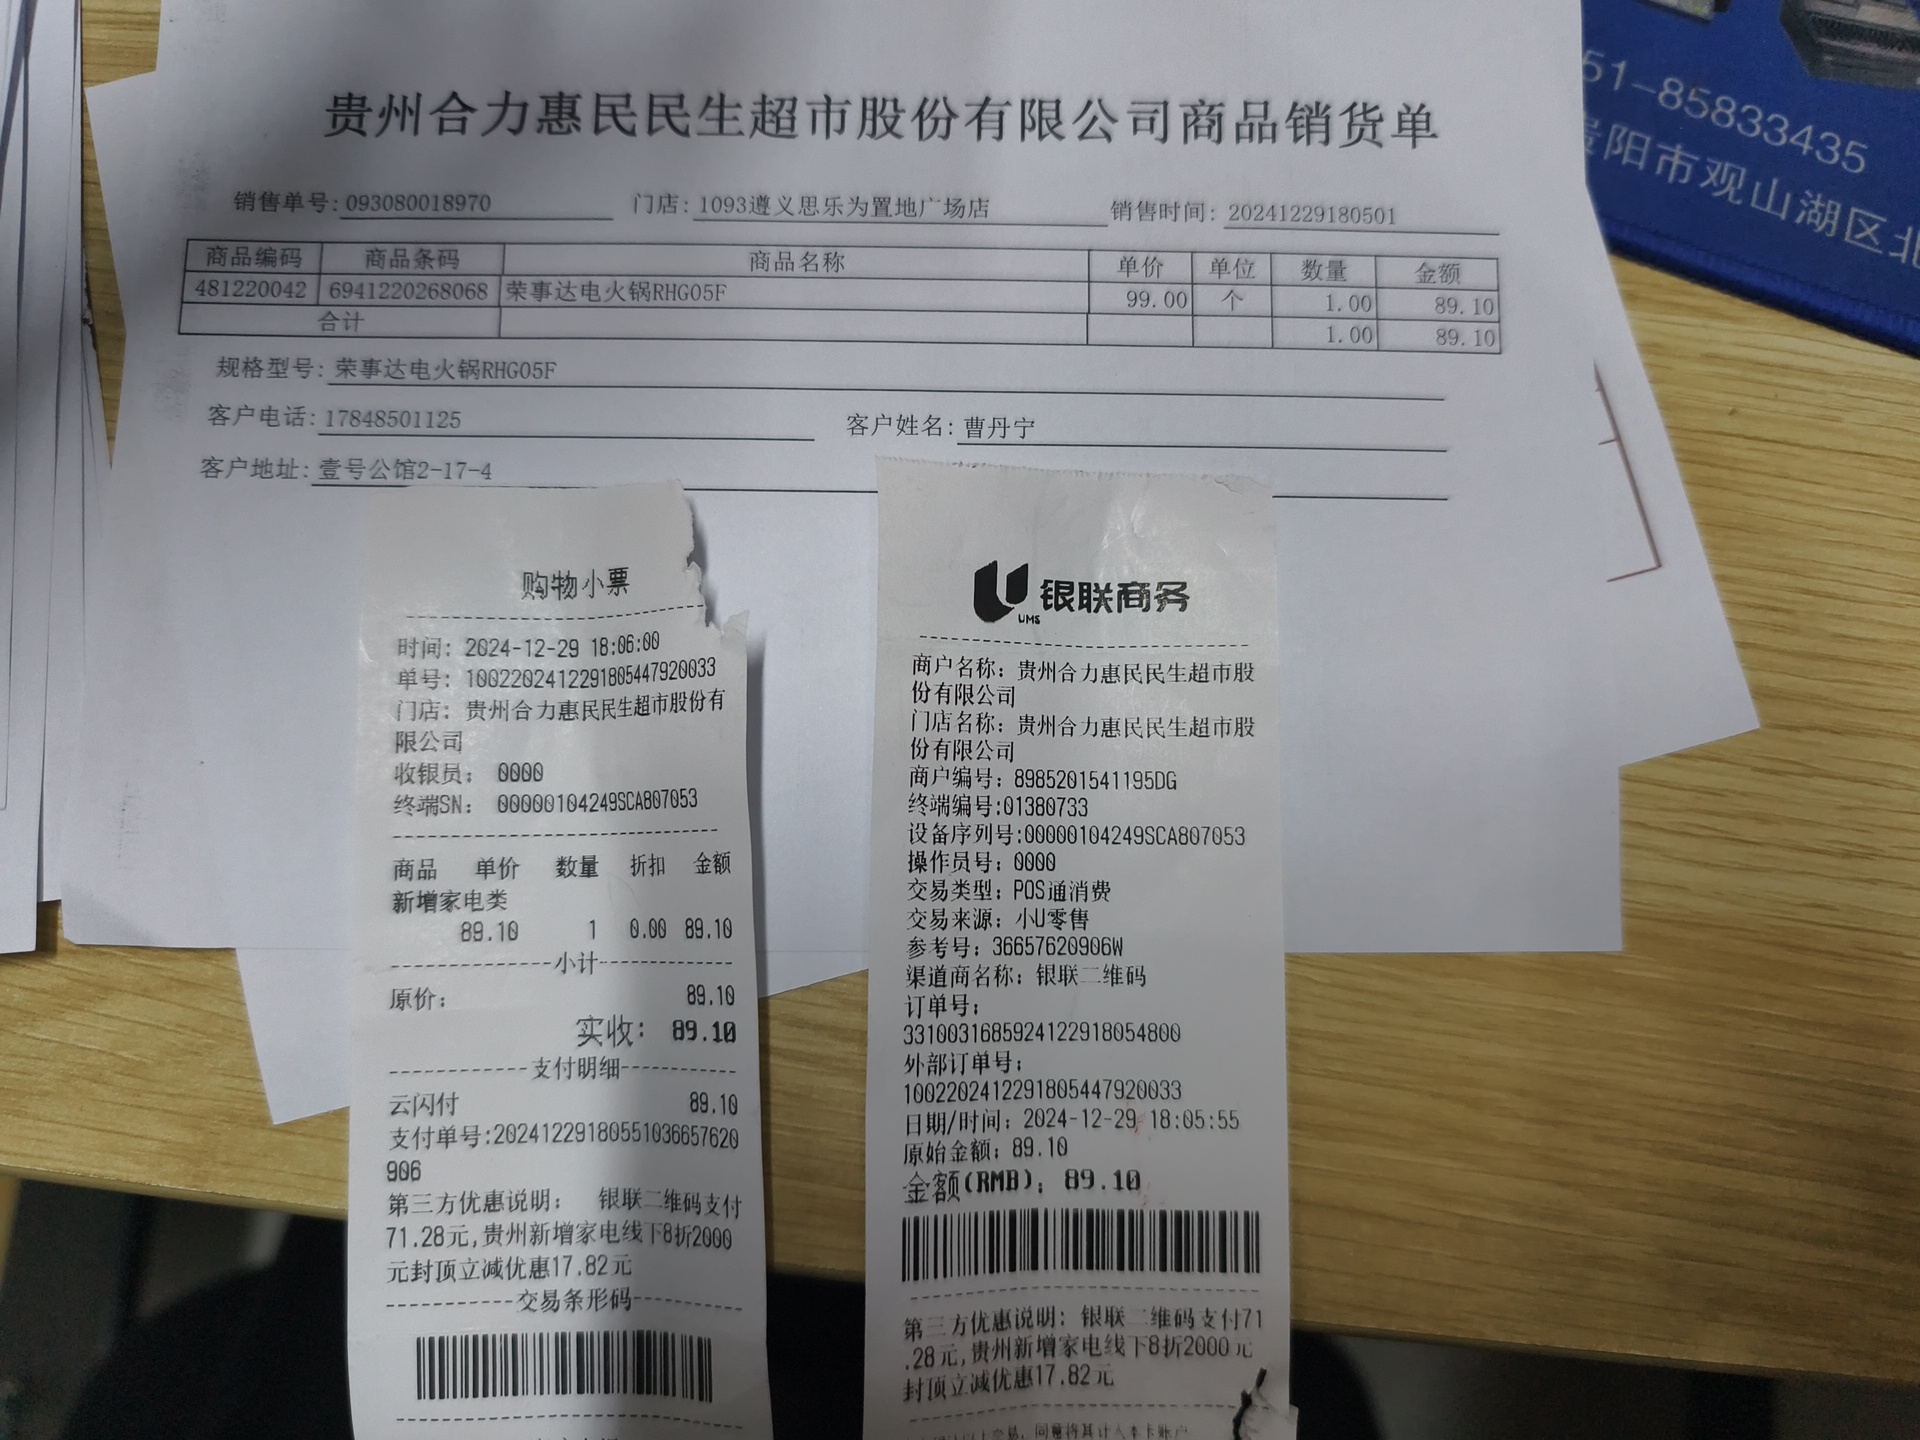 贵州合力惠民民生超市股份有限公司商品销货单
销售单号:093080018970 门店:1093遵义思乐为置地广场店 销售时间:20241229180501
商品编码 商品条码 商品名称 单价 单位 数量 金额
481220042 6941220268068 荣事达电火锅RHG05F 99.00 个 1.00 89.10
合计 1.00 89.10
规格型号:荣事达电火锅RHG05F
客户电话:17848501125 客户姓名:曹丹宁
客户地址:壹号公馆2-17-4
51-85833435
贵阳市观山湖区北
购物小票
时间: 2024-12-29 18:06:00
单号: 10022024122918054479​20033
门店: 贵州合力惠民民生超市股份有
限公司
收银员: 0000
终端SN: 00000104249SCA807053
商品 单价 数量 折扣 金额
新增家电类
89.10 1 0.00 89.10
小计
原价: 89.10
实收: 89.10
支付明细
云闪付 89.10
支付单号:20241229180551036657620
906
第三方优惠说明: 银联二维码支付
71.28元,贵州新增家电线下8折2000
元封顶立减优惠17.82元
交易条形码
银联商务
UMS
商户名称: 贵州合力惠民民生超市股
份有限公司
门店名称: 贵州合力惠民民生超市股
份有限公司
商户编号: 8985201541195DG
终端编号:01380733
设备序列号:00000104249SCA807053
操作员号: 0000
交易类型: POS通消费
交易来源: 小U零售
参考号: 36657620906W
渠道商名称: 银联二维码
订单号:
3310031685924122918054800
外部订单号:
1002202412291805447920033
日期/时间: 2024-12-29 18:05:55
原始金额: 89.10
金额(RMB): 89.10
第三方优惠说明: 银联二维码支付71
.28元,贵州新增家电线下8折2000元
封顶立减优惠17.82元
同意将其计入本卡账户